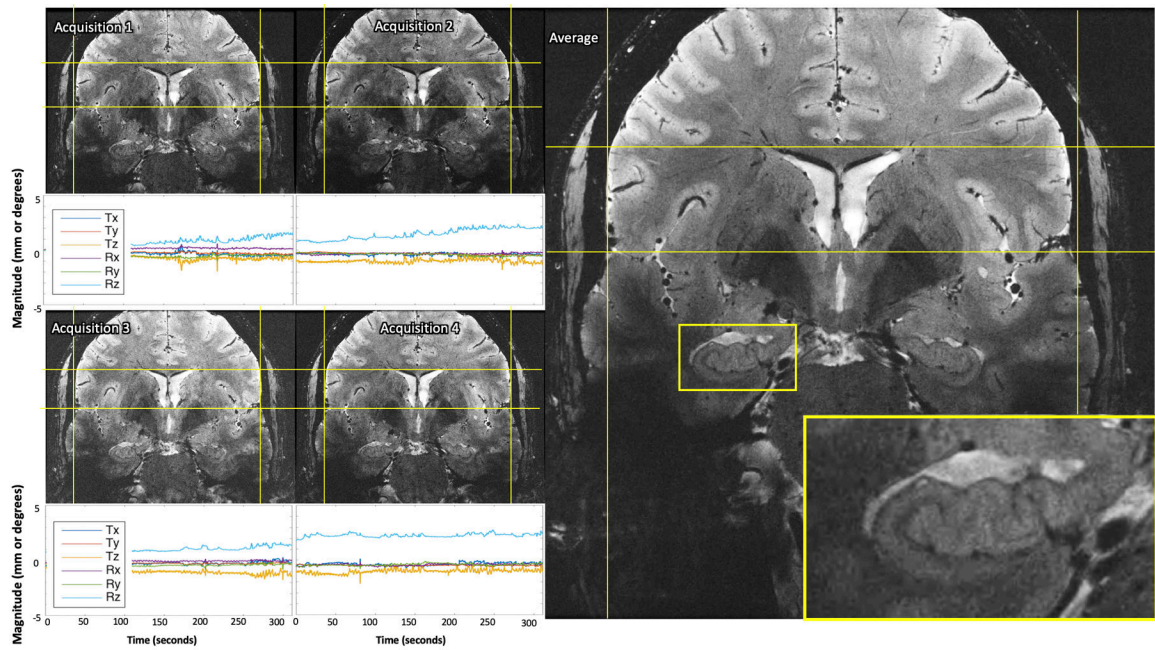 Acquisition 1
Acquisition 2
Average
Magnitude (mm or degrees)
5
0
-5
Tx
Ty
Tz
Rx
Ry
Rz
Acquisition 3
Acquisition 4
Magnitude (mm or degrees)
5
0
-5
Tx
Ty
Tz
Rx
Ry
Rz
0 50 100 150 200 250 300
0 50 100 150 200 250 300
Time (seconds)
Time (seconds)